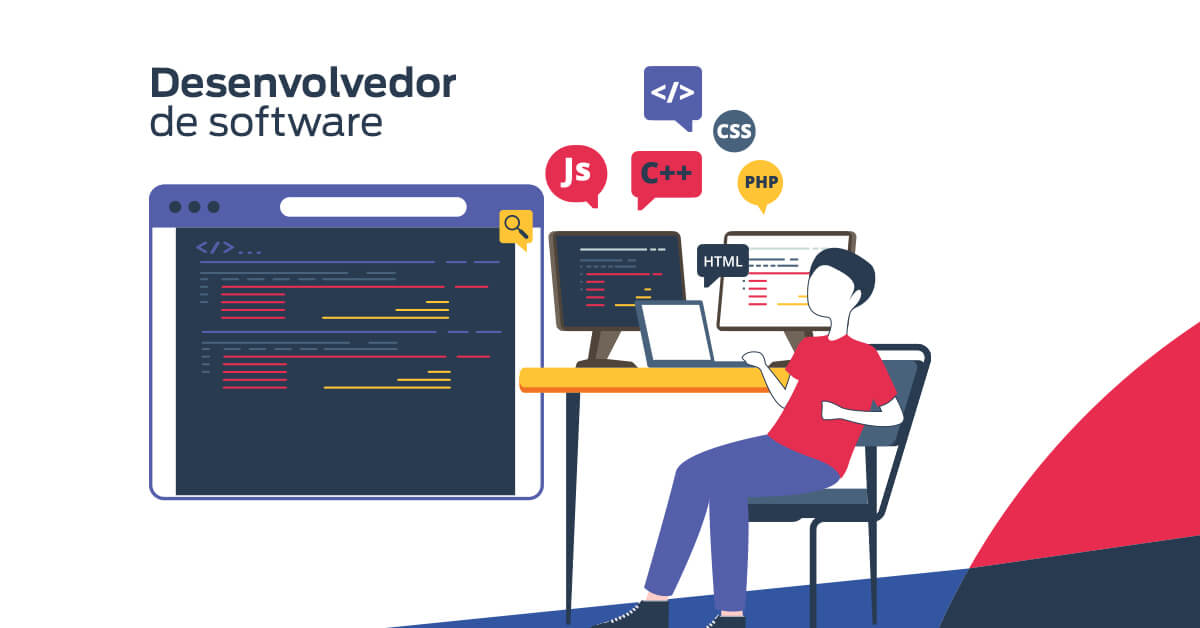 Desenvolvedor
de software
</>
CSS
Js
C++
PHP
HTML
</>...